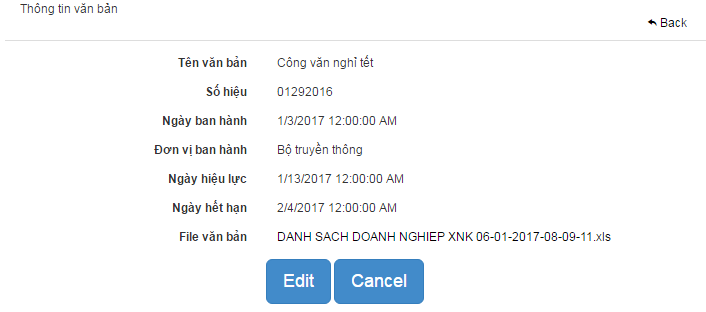 Thông tin văn bản
Back
Tên văn bản Công văn nghỉ tết
Số hiệu 01292016
Ngày ban hành 1/3/2017 12:00:00 AM
Đơn vị ban hành Bộ truyền thông
Ngày hiệu lực 1/13/2017 12:00:00 AM
Ngày hết hạn 2/4/2017 12:00:00 AM
File văn bản DANH SACH DOANH NGHIEP XNK 06-01-2017-08-09-11.xls
Edit Cancel